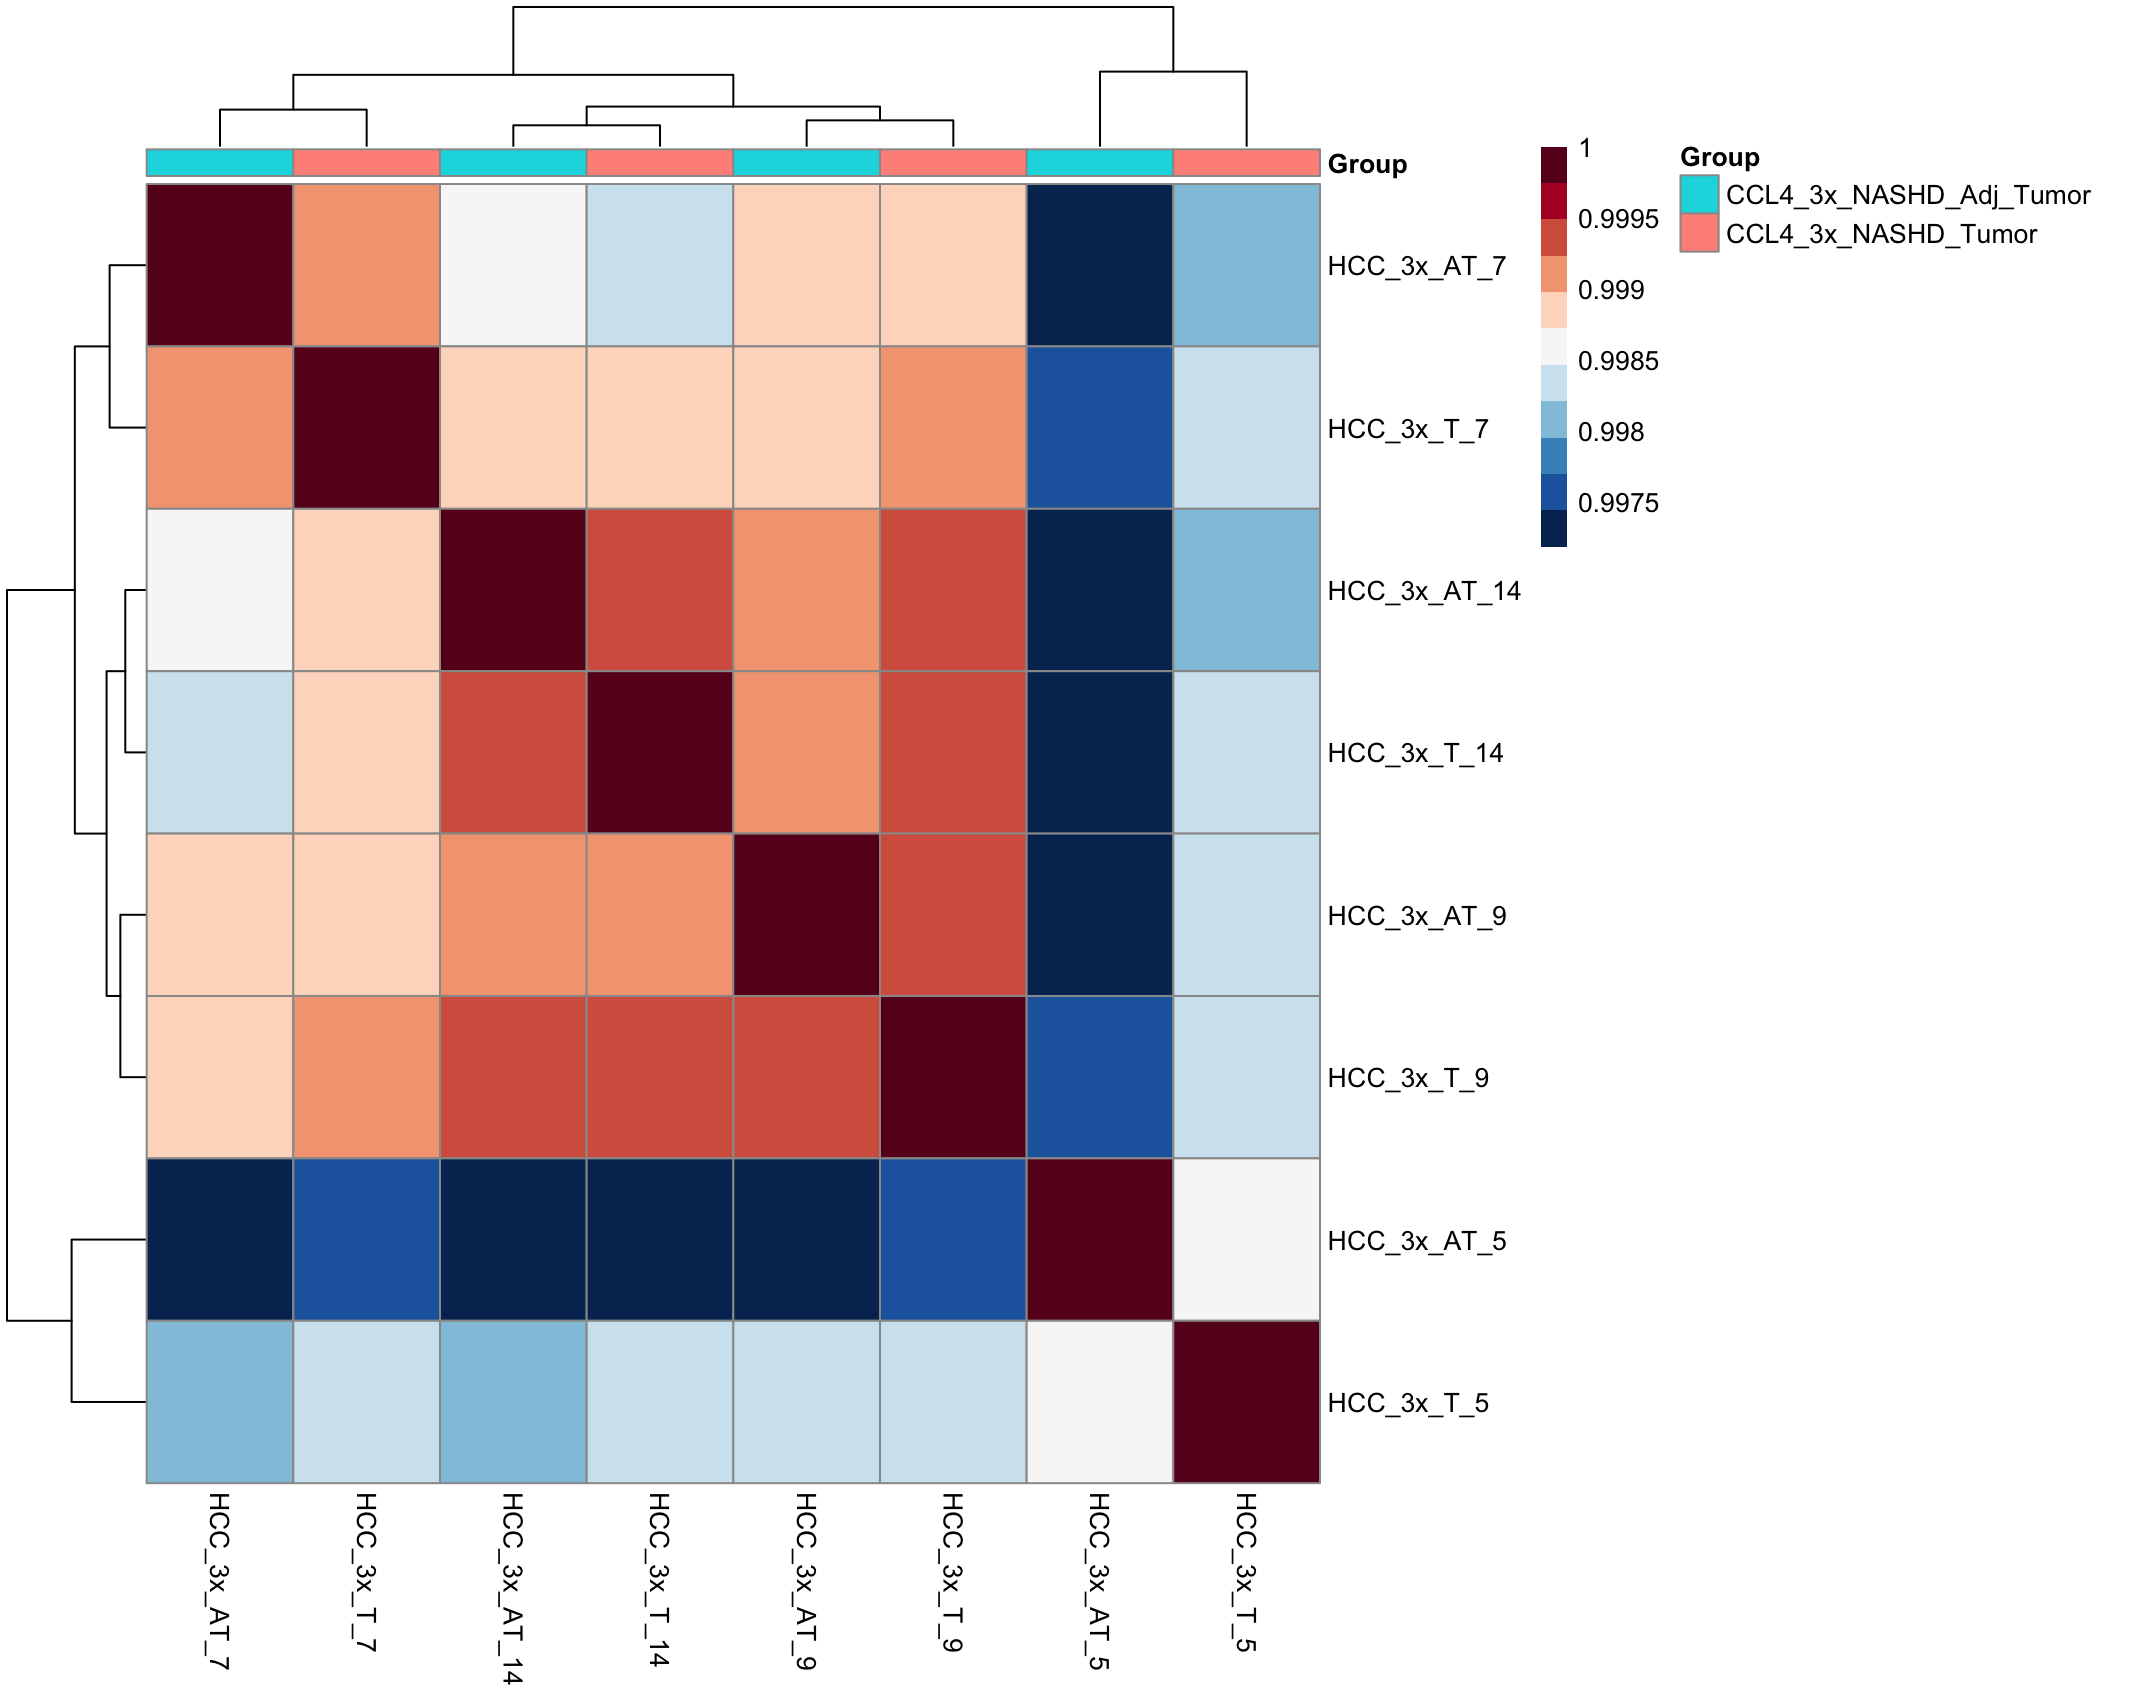 Group
1
0.9995
0.999
0.9985
0.998
0.9975
Group
CCL4_3x_NASHD_Adj_Tumor
CCL4_3x_NASHD_Tumor
HCC_3x_AT_7
HCC_3x_T_7
HCC_3x_AT_14
HCC_3x_T_14
HCC_3x_AT_9
HCC_3x_T_9
HCC_3x_AT_5
HCC_3x_T_5
HCC_3x_AT_7
HCC_3x_T_7
HCC_3x_AT_14
HCC_3x_T_14
HCC_3x_AT_9
HCC_3x_T_9
HCC_3x_AT_5
HCC_3x_T_5